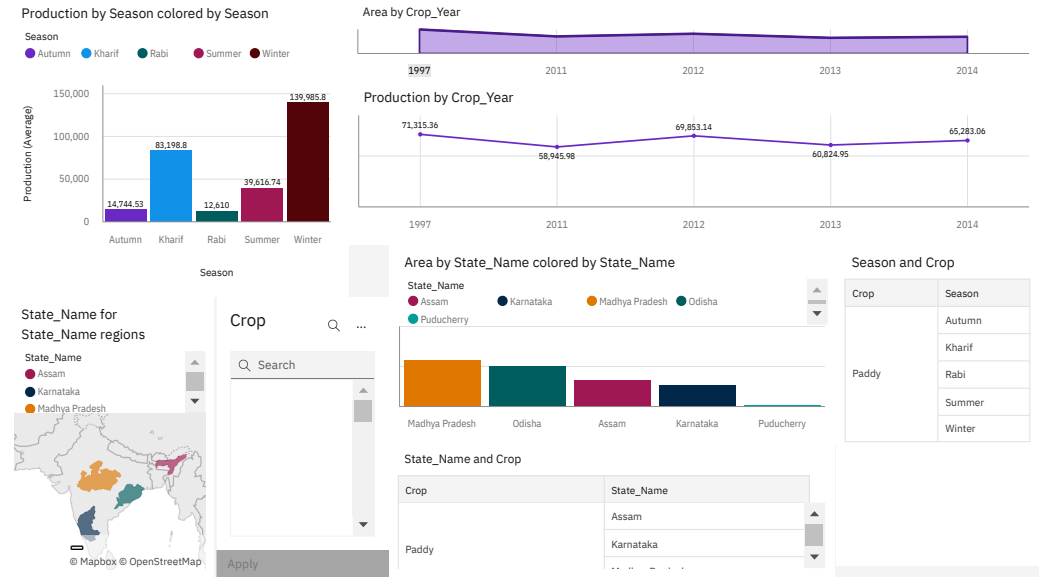 Production by Season colored by Season
Season
Autumn Kharif Rabi Summer Winter
Production (Average)
150,000
100,000
50,000
0
14,744.53
83,198.8
12,610
39,616.74
139,985.8
Autumn Kharif Rabi Summer Winter
Season
Area by Crop_Year
1997 2011 2012 2013 2014
Production by Crop_Year
71,315.36
58,945.98
69,853.14
60,824.95
65,283.06
1997 2011 2012 2013 2014
State_Name for
State_Name regions
State_Name
Assam
Karnataka
Madhya Pradesh
© Mapbox © OpenStreetMap
Crop
...
Search
Apply
Area by State_Name colored by State_Name
State_Name
Assam Karnataka Madhya Pradesh Odisha
Puducherry
Madhya Pradesh Odisha Assam Karnataka Puducherry
State_Name and Crop
Crop State_Name
Assam
Karnataka
Paddy
Season and Crop
Crop Season
Autumn
Kharif
Paddy Rabi
Summer
Winter